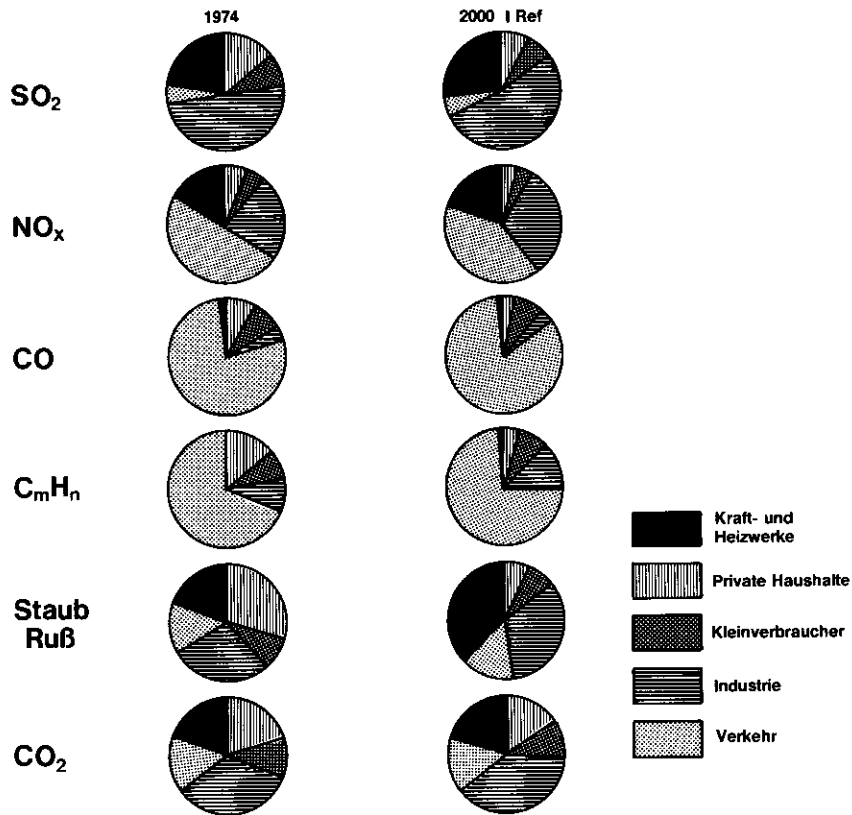 1974
2000 I Ref
SO₂
NOₓ
CO
CₘHₙ
Staub
Ruß
CO₂
Kraft- und
Heizwerke
Private Haushalte
Kleinverbraucher
Industrie
Verkehr